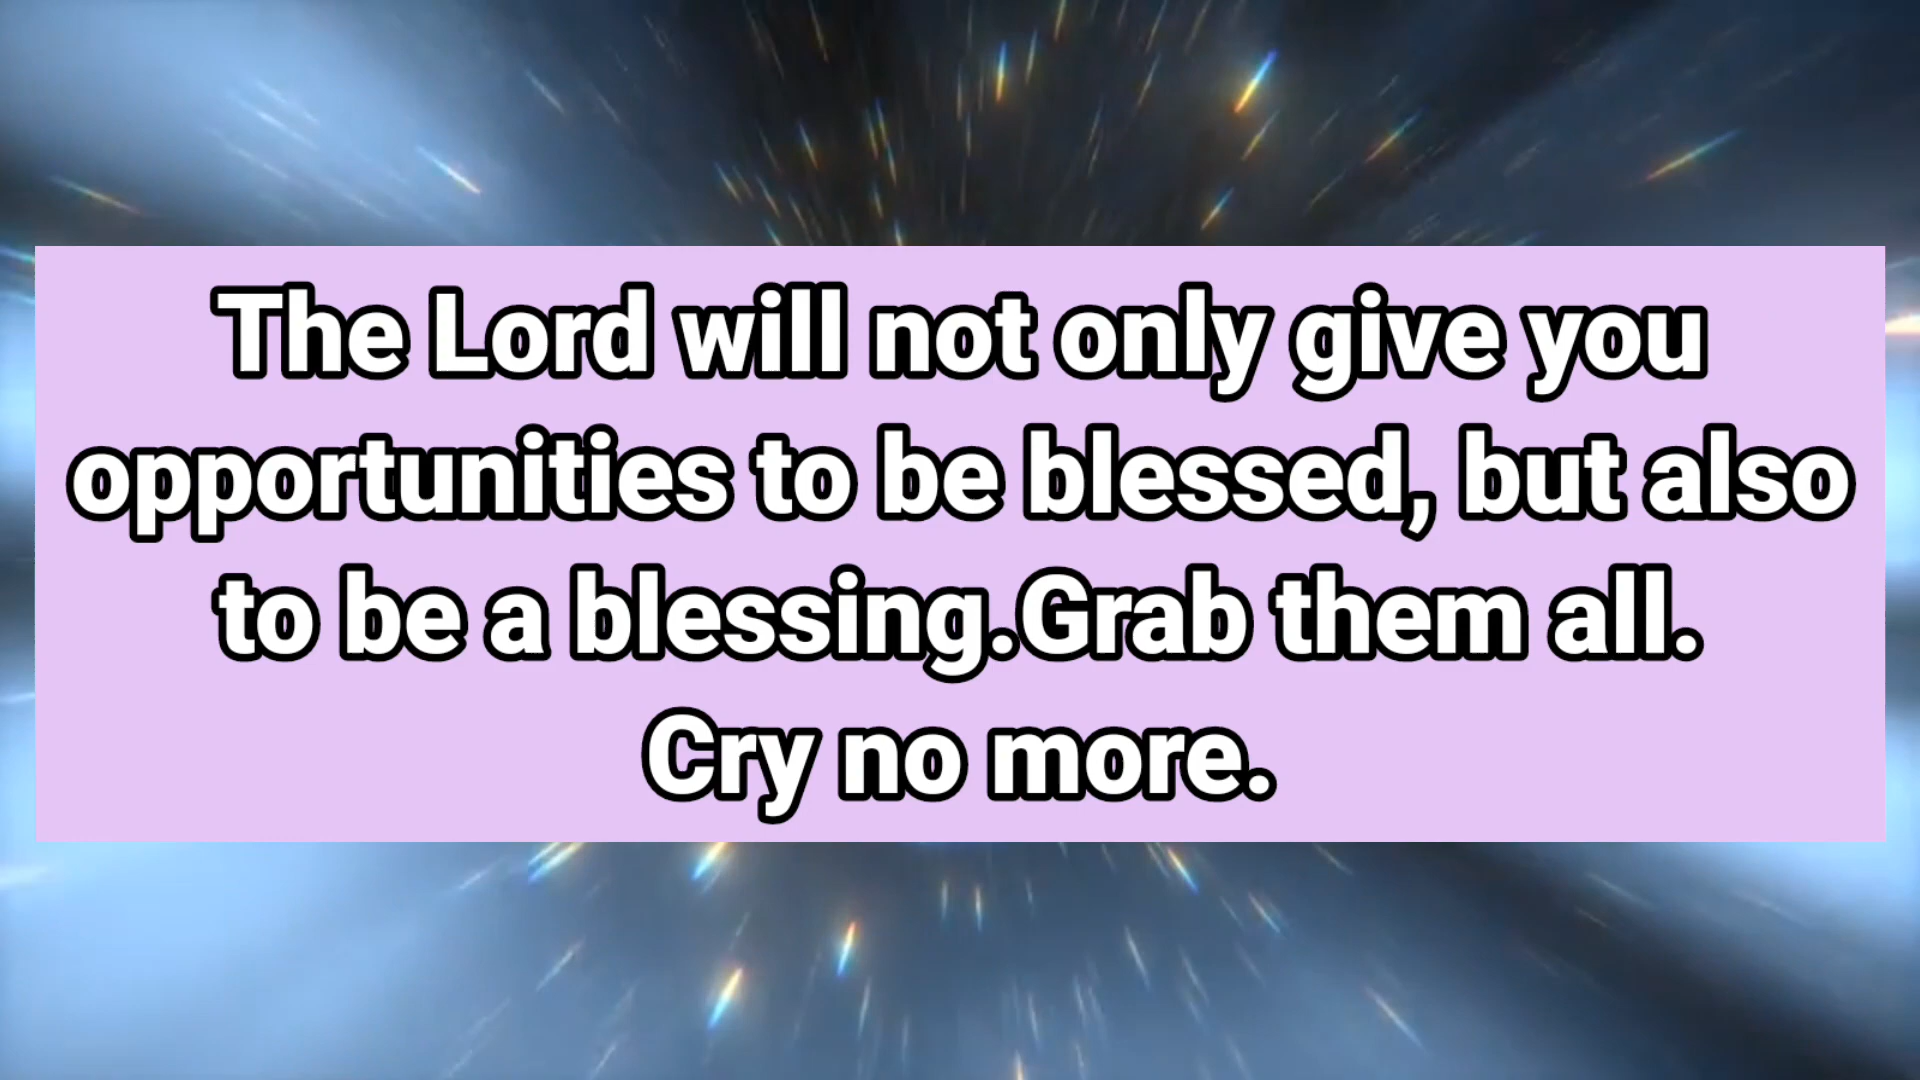 The Lord will not only give you
opportunities to be blessed, but also
to be a blessing.Grab them all.
Cry no more.